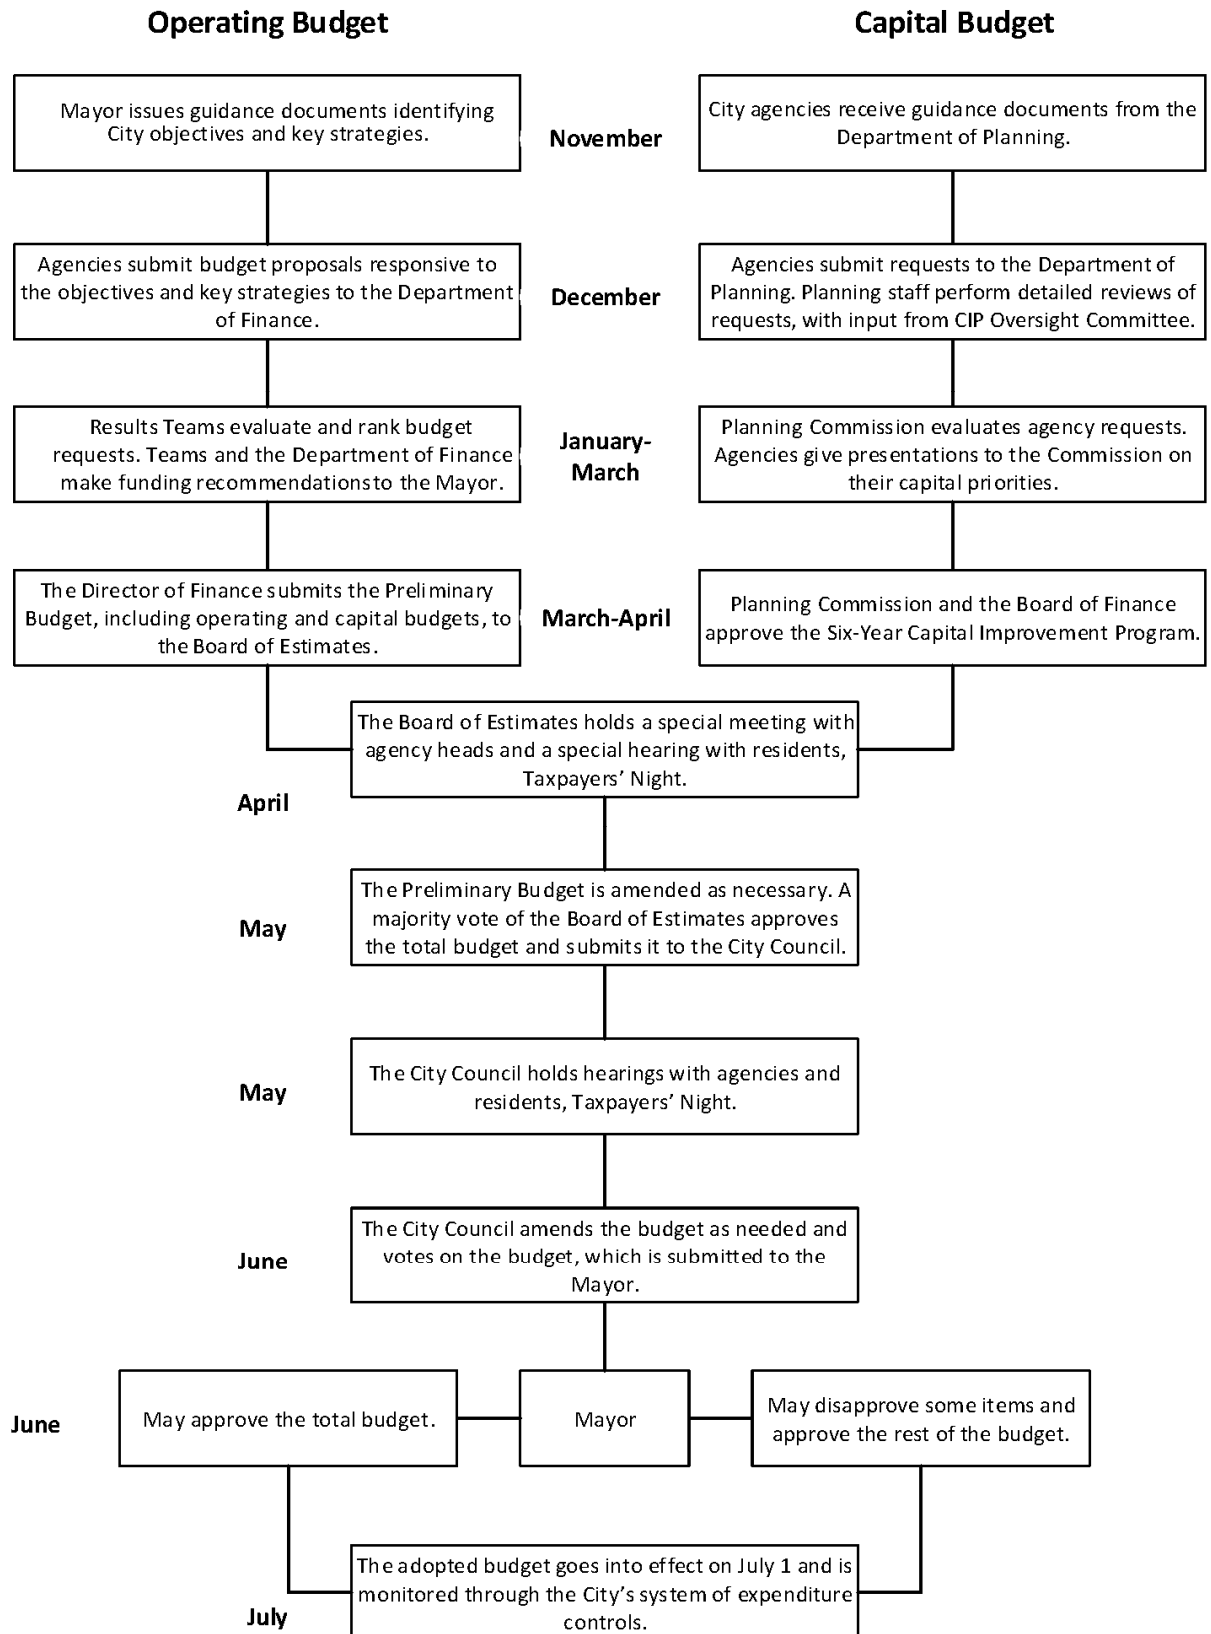 Operating Budget
Capital Budget
Mayor issues guidance documents identifying
City objectives and key strategies.
November
City agencies receive guidance documents from the
Department of Planning.
Agencies submit budget proposals responsive to
the objectives and key strategies to the Department
of Finance.
December
Agencies submit requests to the Department of
Planning. Planning staff perform detailed reviews of
requests, with input from CIP Oversight Committee.
Results Teams evaluate and rank budget
requests. Teams and the Department of Finance
make funding recommendations to the Mayor.
January-
March
Planning Commission evaluates agency requests.
Agencies give presentations to the Commission on
their capital priorities.
The Director of Finance submits the Preliminary
Budget, including operating and capital budgets, to
the Board of Estimates.
March-April
Planning Commission and the Board of Finance
approve the Six-Year Capital Improvement Program.
The Board of Estimates holds a special meeting with
agency heads and a special hearing with residents,
Taxpayers’ Night.
April
The Preliminary Budget is amended as necessary. A
majority vote of the Board of Estimates approves
the total budget and submits it to the City Council.
May
The City Council holds hearings with agencies and
residents, Taxpayers’ Night.
May
The City Council amends the budget as needed and
votes on the budget, which is submitted to the
Mayor.
June
June
May approve the total budget.
Mayor
May disapprove some items and
approve the rest of the budget.
The adopted budget goes into effect on July 1 and is
monitored through the City’s system of expenditure
controls.
July